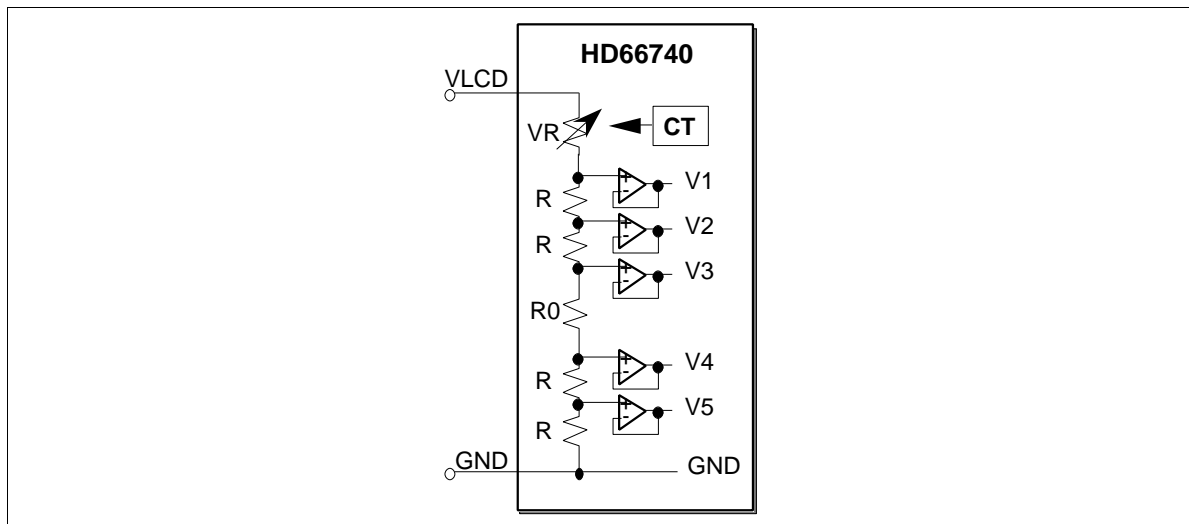 HD66740
VLCD
VR
CT
+
-
V1
R
+
-
V2
R
+
-
V3
R0
+
-
V4
R
+
-
V5
R
GND
GND